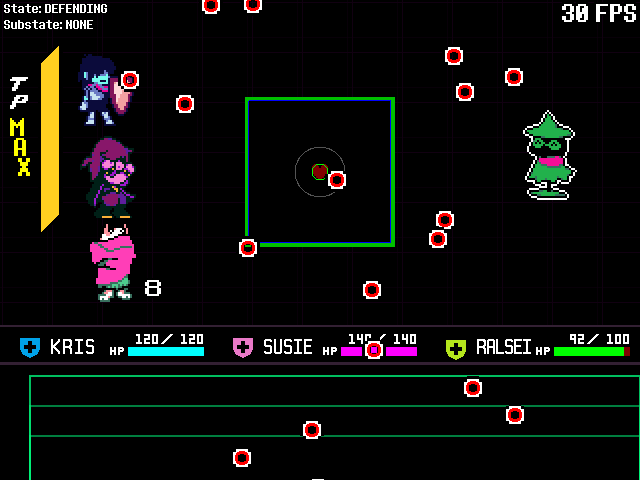 State:DEFENDING
Substate:NONE
30 FPS
TP
MAX
8
KRIS
HP
120/ 120
SUSIE
HP
140/ 140
RALSEI
HP
92/ 100